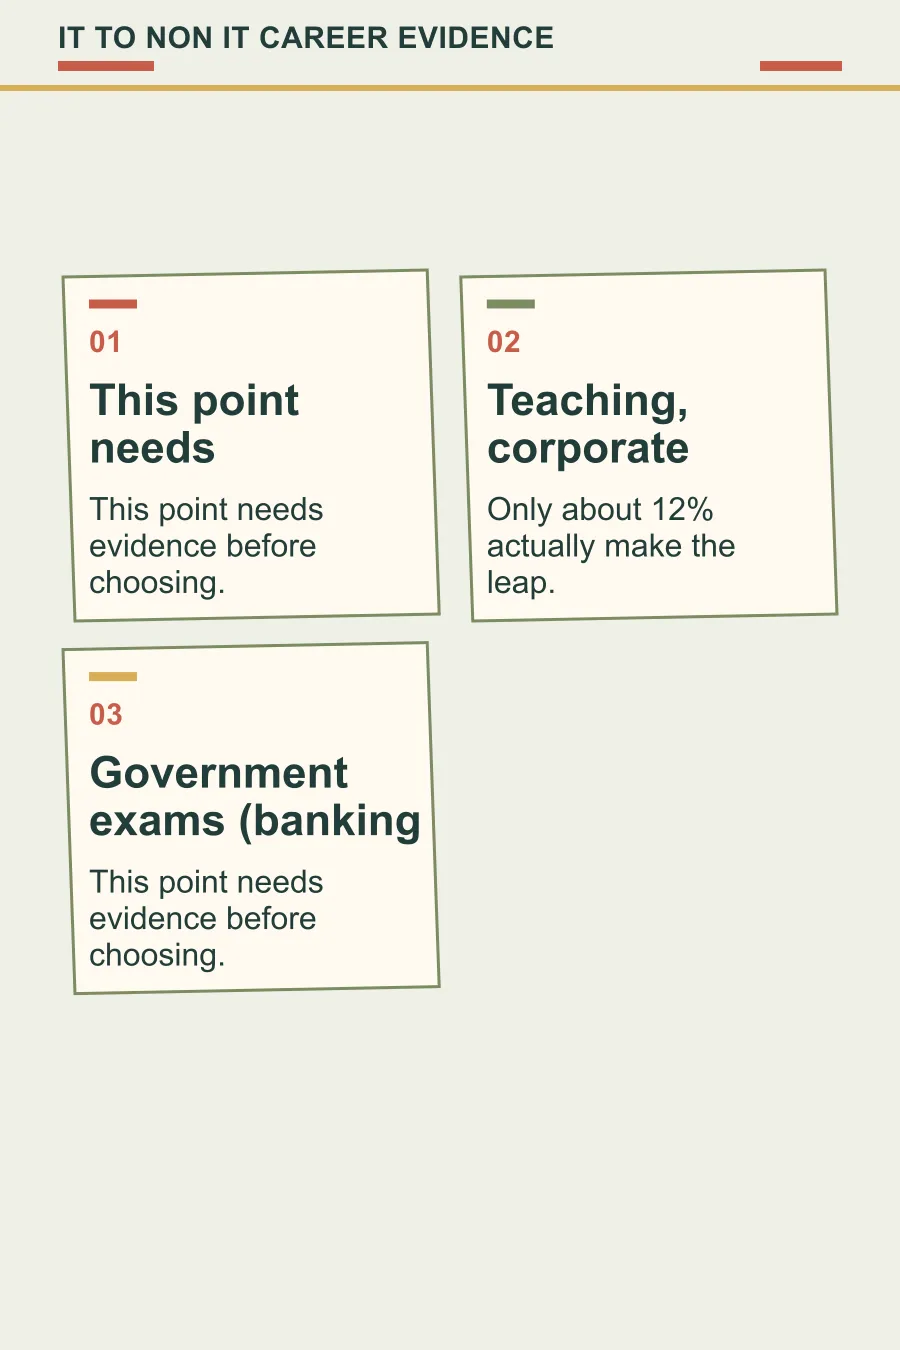 IT TO NON IT CAREER EVIDENCE
01
This point
needs
This point needs
evidence before
choosing.
02
Teaching,
corporate
Only about 12%
actually make the
leap.
03
Government
exams (banking
This point needs
evidence before
choosing.